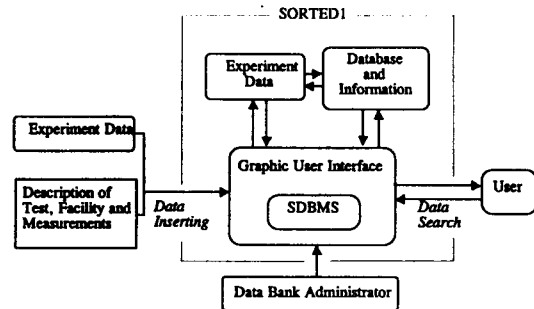 SORTED1
Experiment
Data
Database
and
Information
Experiment Data
Description of
Test, Facility and
Measurements
Data
Inserting
Graphic User Interface
SDBMS
User
Data
Search
Data Bank Administrator